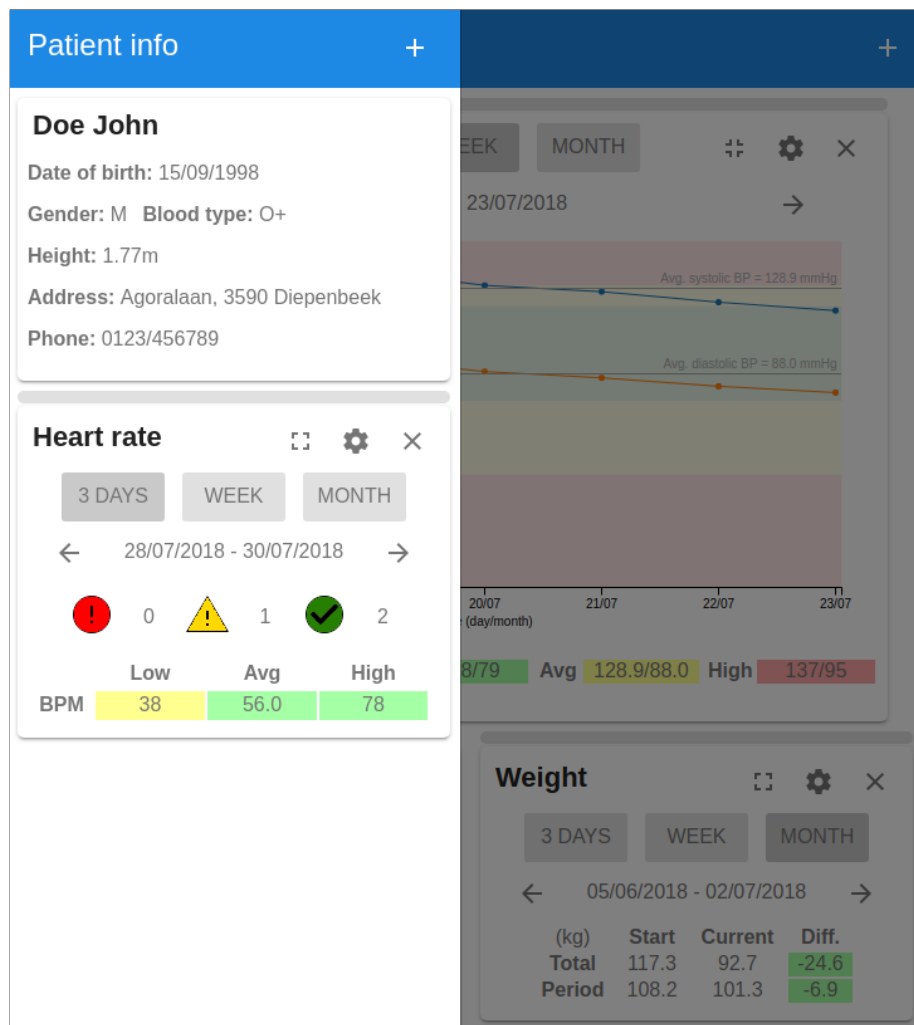 Patient info +
Doe John
Date of birth: 15/09/1998
Gender: M Blood type: O+
Height: 1.77m
Address: Agoralaan, 3590 Diepenbeek
Phone: 0123/456789
Heart rate
3 DAYS WEEK MONTH
28/07/2018 - 30/07/2018
! 0 ! 1 2
Low Avg High
BPM 38 56.0 78
+
EEK MONTH
23/07/2018
Avg. systolic BP = 128.9 mmHg
Avg. diastolic BP = 88.0 mmHg
20/07 21/07 22/07 23/07
(day/month)
8/79 Avg 128.9/88.0 High 137/95
Weight
3 DAYS WEEK MONTH
05/06/2018 - 02/07/2018
(kg) Start Current Diff.
Total 117.3 92.7 -24.6
Period 108.2 101.3 -6.9